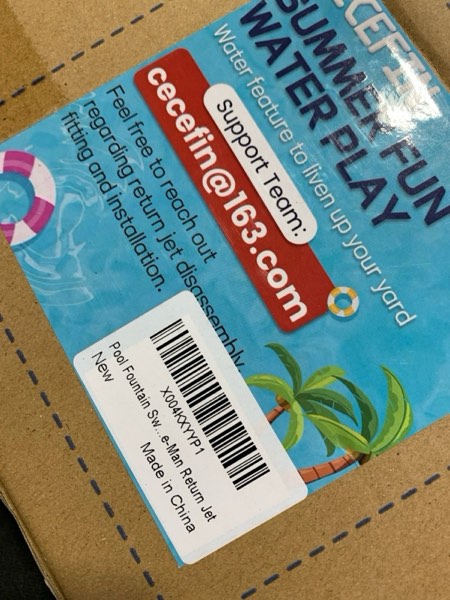 CECEFIN
SUMMER FUN
WATER PLAY
Water feature to liven up your yard
Support Team:
cecefin@163.com
Feel free to reach out
regarding return jet disassembly
fitting and installation.
X004KXYYP1
Pool Fountain Sw...e-Man Return Jet
New
Made in China